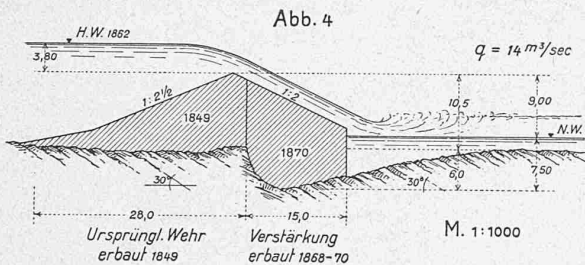 Abb. 4
H.W. 1862
3,80
q = 14 m³/sec
1:2½
1:2
10,5
9,00
1849
N.W.
1870
6,0
7,50
30°
30°
28,0
15,0
Ursprüngl. Wehr
erbaut 1849
Verstärkung
erbaut 1868-70
M. 1:1000